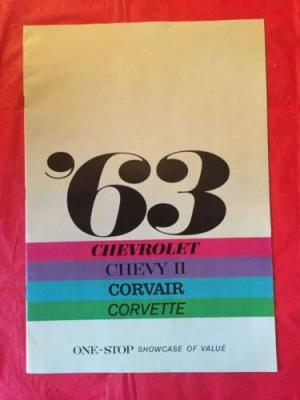 '63
CHEVROLET
CHEVY II
CORVAIR
CORVETTE
ONE-STOP SHOWCASE OF VALUE